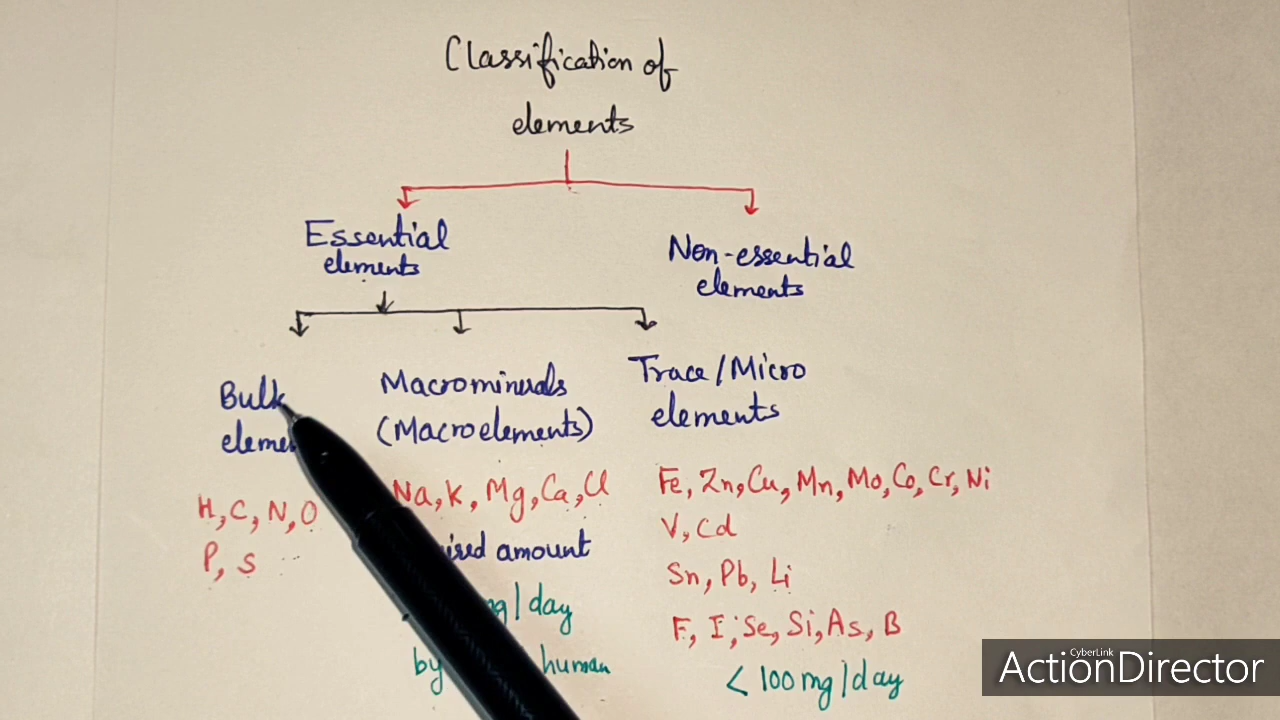 Classification of
elements
Essential
elements
Non-essential
elements
Bulk
Macrominerals
(Macroelements)
Trace/Micro
elements
H, C, N, O
P, S
Na, K, Mg, Ca, Cl
amount
/day
by human
Fe, Zn, Cu, Mn, Mo, Co, Cr, Ni
V, Cd
Sn, Pb, Li
F, I, Se, Si, As, B
< 100 mg/day
CyberLink
ActionDirector